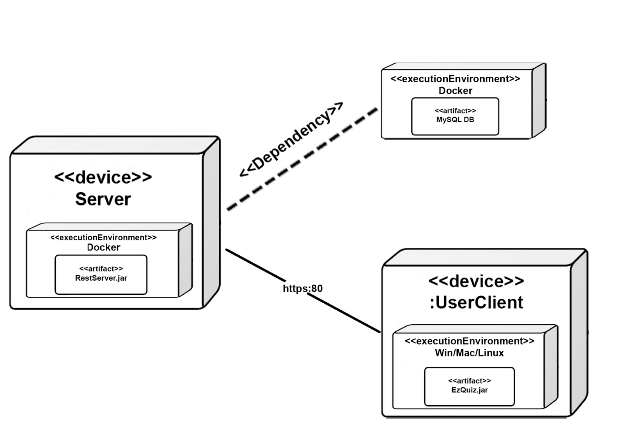 <<executionEnvironment>>
Docker
<<artifact>>
MySQL DB
<<Dependency>>
<<device>>
Server
<<executionEnvironment>>
Docker
<<artifact>>
RestServer.jar
https:80
<<device>>
:UserClient
<<executionEnvironment>>
Win/Mac/Linux
<<artifact>>
EzQuiz.jar